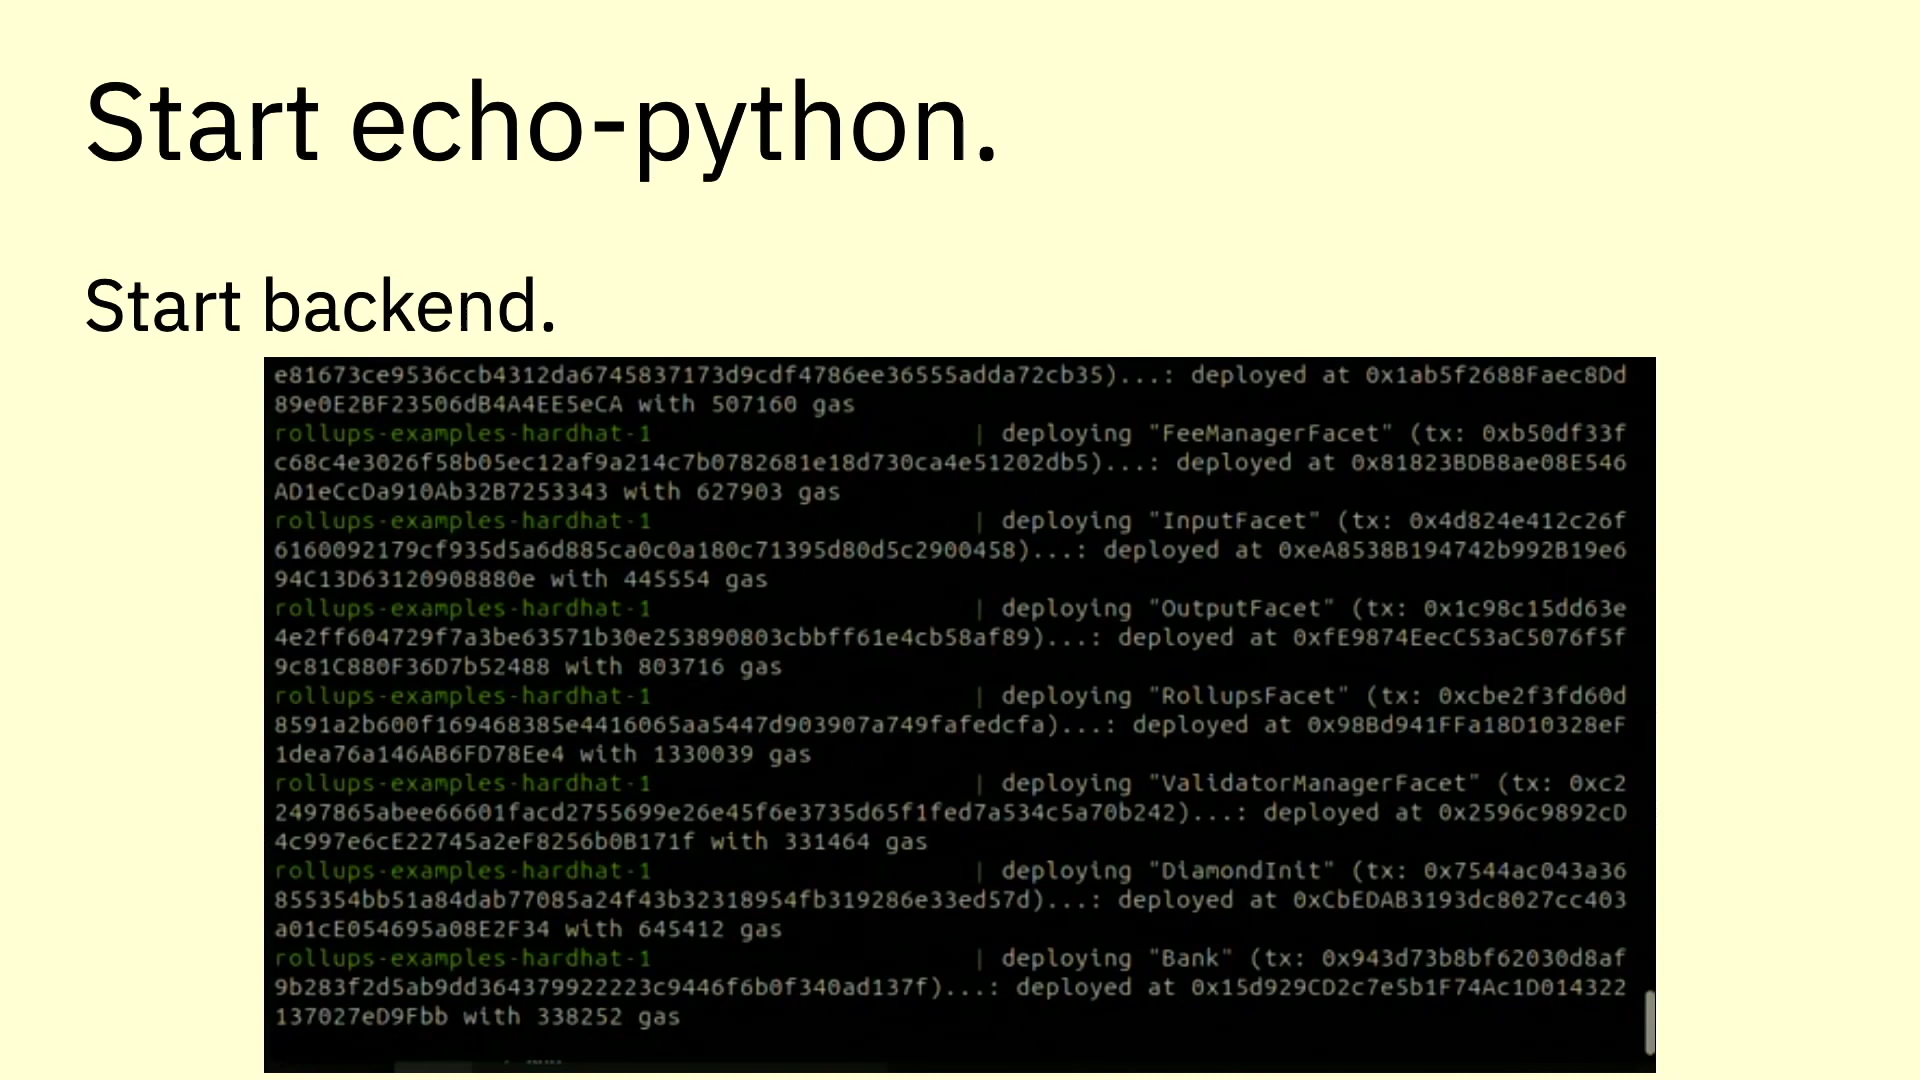 Start echo-python.
Start backend.
e81673ce9536ccb4312da6745837173d9cdf4786ee36555adda72cb35)...: deployed at 0x1ab5f2688Faec8Dd
89e0E2BF23506dB4A4EE5eCA with 507160 gas
rollups-examples-hardhat-1 | deploying "FeeManagerFacet" (tx: 0xb50df33f
c68c4e3026f58b05ec12af9a214c7b0782681e18d730ca4e51202db5)...: deployed at 0x81823BDB8ae08E546
AD1eCcDa910Ab32B7253343 with 627903 gas
rollups-examples-hardhat-1 | deploying "InputFacet" (tx: 0x4d824e412c26f
6160092179cf935d5a6d885ca0c0a180c71395d80d5c2900458)...: deployed at 0xeA8538B194742b992B19e6
94C13D63120908880e with 445554 gas
rollups-examples-hardhat-1 | deploying "OutputFacet" (tx: 0x1c98c15dd63e
4e2ff604729f7a3be63571b30e253890803cbbff61e4cb58af89)...: deployed at 0xfE9874EecC53aC5076f5f
9c81C880F36D7b52488 with 803716 gas
rollups-examples-hardhat-1 | deploying "RollupsFacet" (tx: 0xcbe2f3fd60d
8591a2b600f169468385e4416065aa5447d903907a749fafedcfa)...: deployed at 0x98Bd941FFa18D10328eF
1dea76a146AB6FD78Ee4 with 1330039 gas
rollups-examples-hardhat-1 | deploying "ValidatorManagerFacet" (tx: 0xc2
2497865abee66601facd2755699e26e45f6e3735d65f1fed7a534c5a70b242)...: deployed at 0x2596c9892cD
4c997e6cE22745a2eF8256b0B171f with 331464 gas
rollups-examples-hardhat-1 | deploying "DiamondInit" (tx: 0x7544ac043a36
855354bb51a84dab77085a24f43b32318954fb319286e33ed57d)...: deployed at 0xCbEDAB3193dc8027cc403
a01cE054695a08E2F34 with 645412 gas
rollups-examples-hardhat-1 | deploying "Bank" (tx: 0x943d73b8bf62030d8af
9b283f2d5ab9dd364379922223c9446f6b0f340ad137f)...: deployed at 0x15d929CD2c7e5b1F74Ac1D014322
137027eD9Fbb with 338252 gas